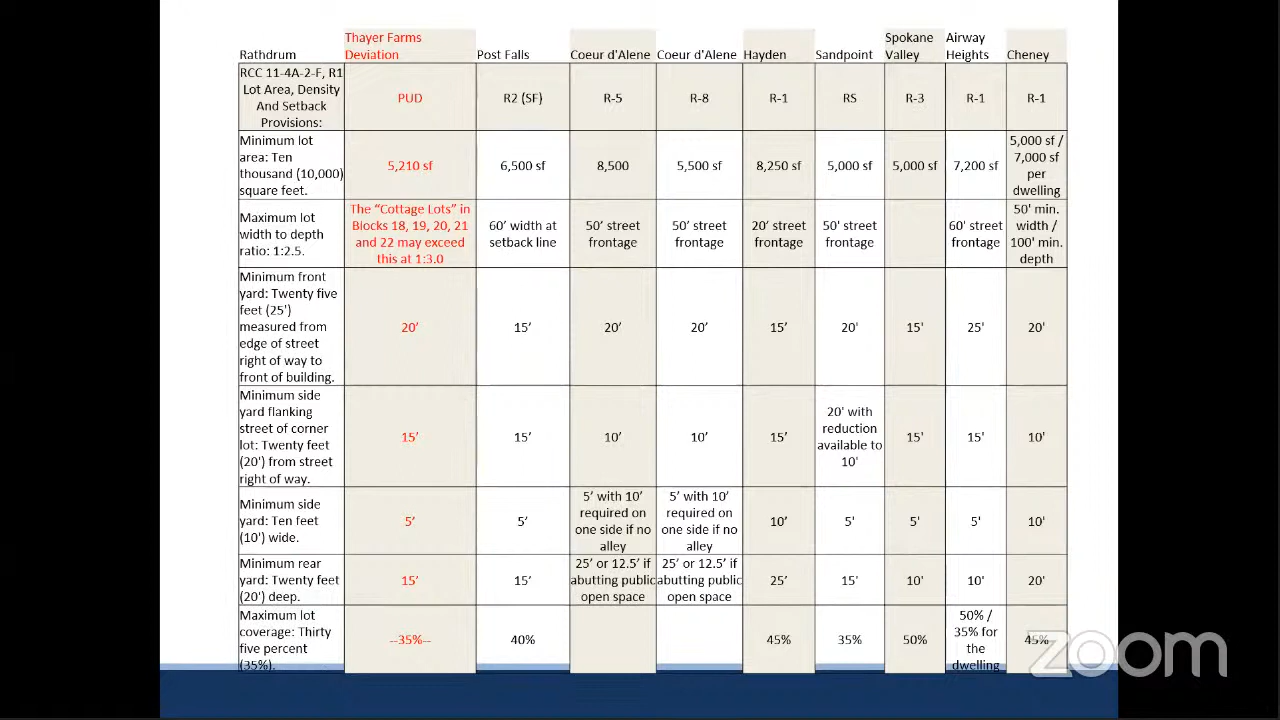 Rathdrum
Thayer Farms
Deviation
Post Falls
Coeur d'Alene
Coeur d'Alene
Hayden
Sandpoint
Spokane
Valley
Airway
Heights
Cheney
RCC 11-4A-2-F, R1
Lot Area, Density
And Setback
Provisions:
PUD
R2 (SF)
R-5
R-8
R-1
RS
R-3
R-1
R-1
Minimum lot
area: Ten
thousand (10,000)
square feet.
5,210 sf
6,500 sf
8,500
5,500 sf
8,250 sf
5,000 sf
5,000 sf
7,200 sf
5,000 sf /
7,000 sf
per
dwelling
Maximum lot
width to depth
ratio: 1:2.5.
The “Cottage Lots” in
Blocks 18, 19, 20, 21
and 22 may exceed
this at 1:3.0
60’ width at
setback line
50’ street
frontage
50’ street
frontage
20’ street
frontage
50' street
frontage
60' street
frontage
50' min.
width /
100' min.
depth
Minimum front
yard: Twenty five
feet (25')
measured from
edge of street
right of way to
front of building.
20’
15’
20’
20’
15’
20'
15'
25'
20'
Minimum side
yard flanking
street of corner
lot: Twenty feet
(20') from street
right of way.
15’
15’
10’
10’
15’
20' with
reduction
available to
10'
15'
15'
10'
Minimum side
yard: Ten feet
(10') wide.
5’
5’
5’ with 10’
required on
one side if no
alley
5’ with 10’
required on
one side if no
alley
10’
5'
5'
5'
10'
Minimum rear
yard: Twenty feet
(20') deep.
15’
15’
25’ or 12.5’ if
abutting public
open space
25’ or 12.5’ if
abutting public
open space
25’
15'
10'
10'
20'
Maximum lot
coverage: Thirty
five percent
(35%).
--35%--
40%
45%
35%
50%
50% /
35% for
the
dwelling
45%
zoom